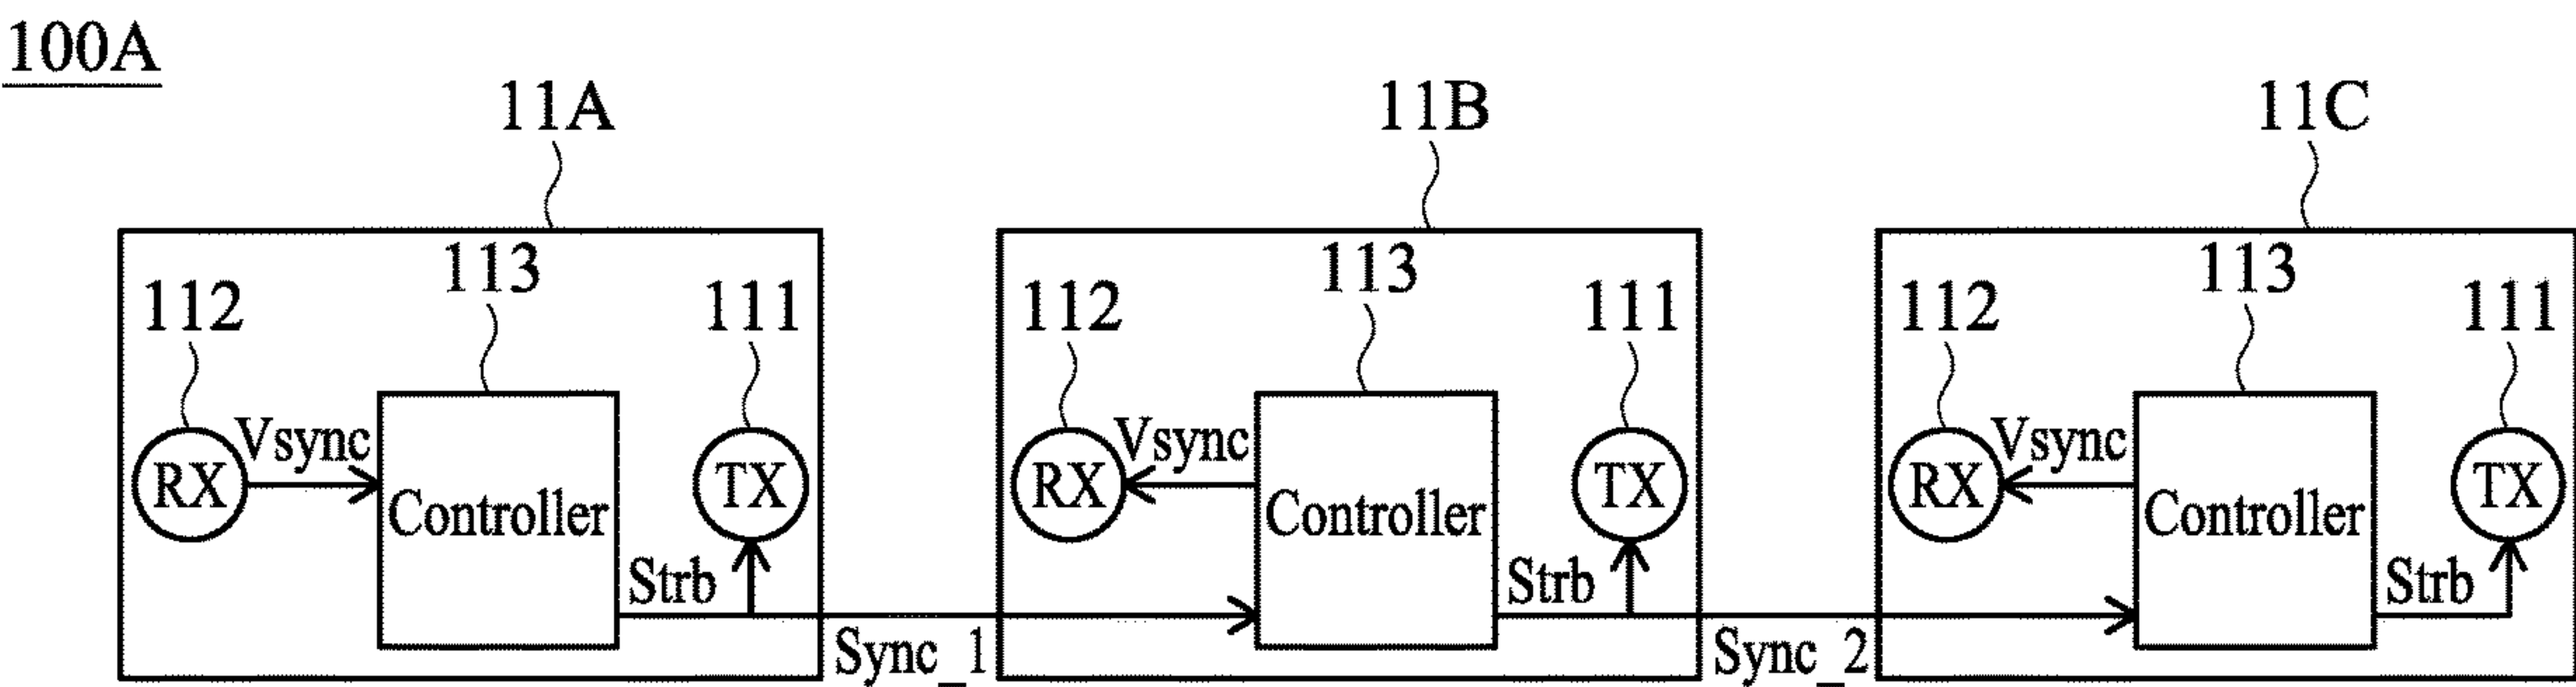 100A
11A 11B 11C
113 113 113
112 111 112 111 112 111
Vsync Vsync Vsync
RX TX RX TX RX TX
Controller Controller Controller
Strb Strb Strb
Sync_1 Sync_2